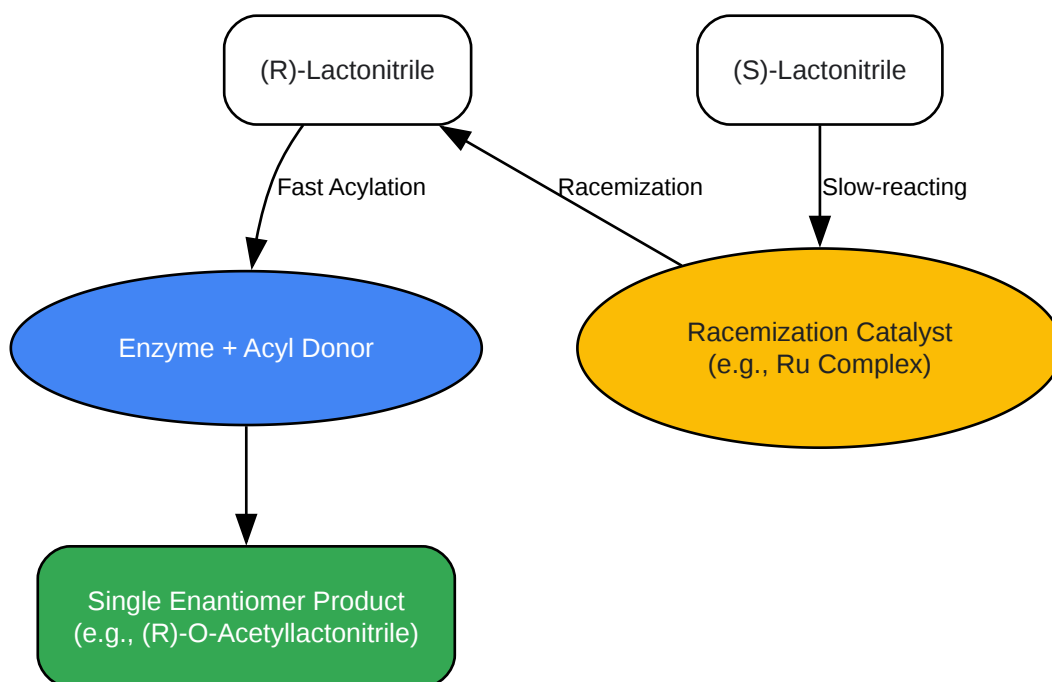 (R)-Lactonitrile
(S)-Lactonitrile
Fast Acylation
Racemization
Slow-reacting
Enzyme + Acyl Donor
Racemization Catalyst
(e.g., Ru Complex)
Single Enantiomer Product
(e.g., (R)-O-Acetyllactonitrile)